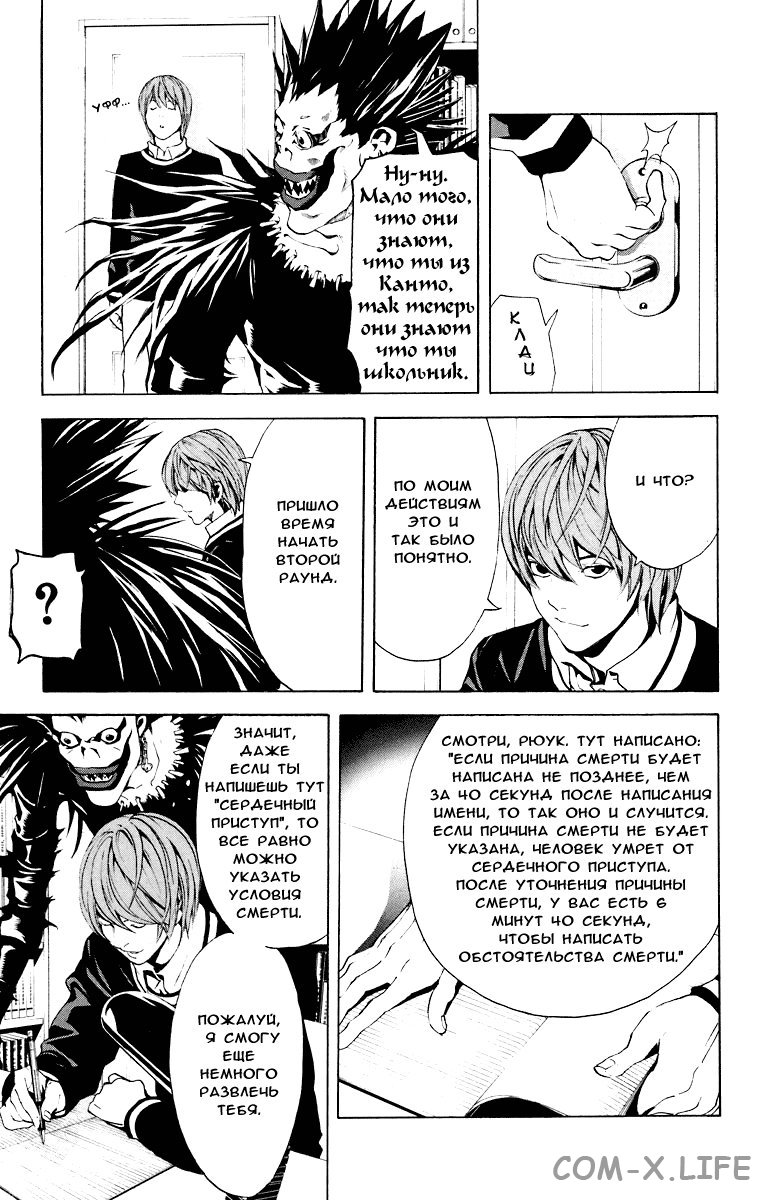 КЛАЦ
УФФ...
Ну-ну.
Мало того,
что они
знают,
что ты из
Канто,
так теперь
они знают
что ты
школьник.
И ЧТО?
ПО МОИМ
ДЕЙСТВИЯМ
ЭТО И
ТАК БЫЛО
ПОНЯТНО.
ПРИШЛО
ВРЕМЯ
НАЧАТЬ
ВТОРОЙ
РАУНД.
?
СМОТРИ, РЮУК. ТУТ НАПИСАНО:
"ЕСЛИ ПРИЧИНА СМЕРТИ БУДЕТ
НАПИСАНА НЕ ПОЗДНЕЕ, ЧЕМ
ЗА 40 СЕКУНД ПОСЛЕ НАПИСАНИЯ
ИМЕНИ, ТО ТАК ОНО И СЛУЧИТСЯ.
ЕСЛИ ПРИЧИНА СМЕРТИ НЕ БУДЕТ
УКАЗАНА, ЧЕЛОВЕК УМРЕТ ОТ
СЕРДЕЧНОГО ПРИСТУПА.
ПОСЛЕ УТОЧНЕНИЯ ПРИЧИНЫ
СМЕРТИ, У ВАС ЕСТЬ 6
МИНУТ 40 СЕКУНД,
ЧТОБЫ НАПИСАТЬ
ОБСТОЯТЕЛЬСТВА СМЕРТИ."
ЗНАЧИТ,
ДАЖЕ
ЕСЛИ ТЫ
НАПИШЕШЬ ТУТ
"СЕРДЕЧНЫЙ
ПРИСТУП", ТО
ВСЕ РАВНО
МОЖНО
УКАЗАТЬ
УСЛОВИЯ
СМЕРТИ.
ПОЖАЛУЙ,
Я СМОГУ
ЕЩЕ
НЕМНОГО
РАЗВЛЕЧЬ
ТЕБЯ.
COM-X.LIFE